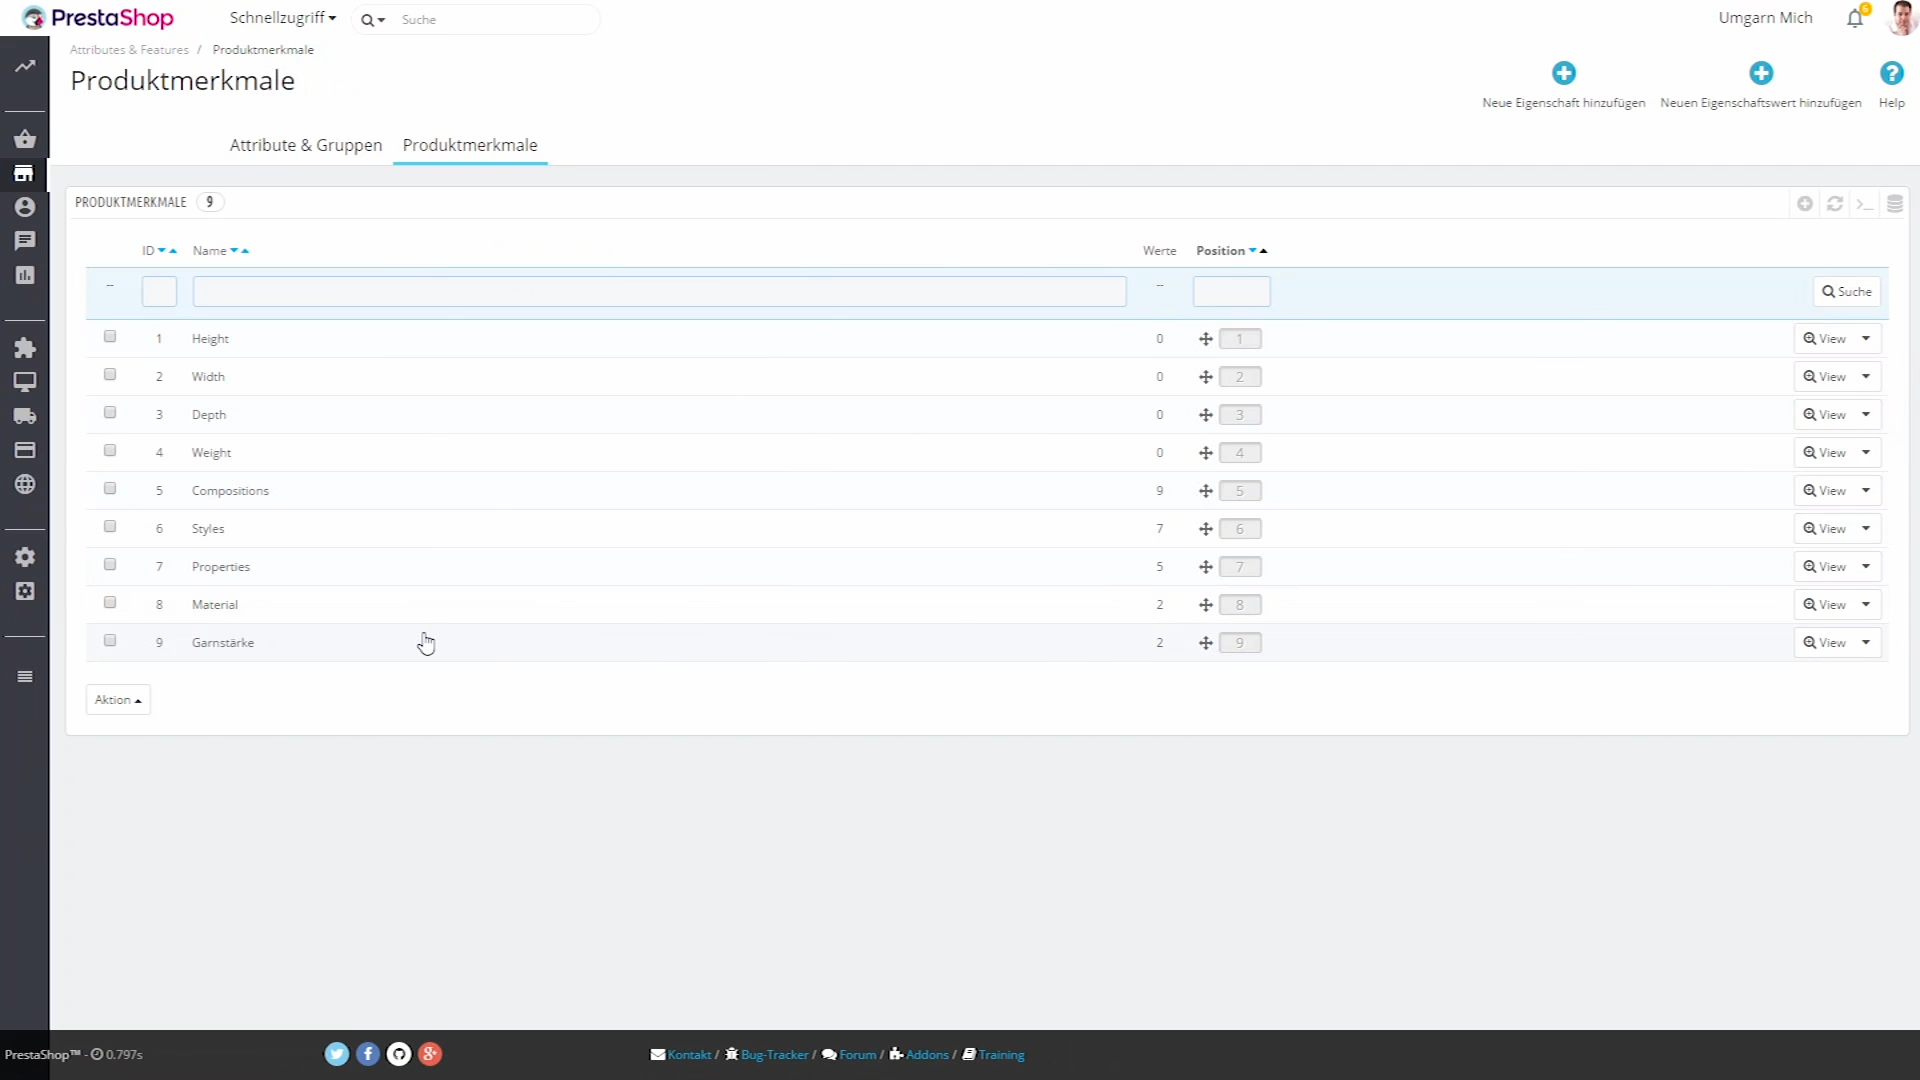 PrestaShop
Schnellzugriff
Suche
Umgarn Mich
6
Attributes & Features / Produktmerkmale
Produktmerkmale
Neue Eigenschaft hinzufügen
Neuen Eigenschaftswert hinzufügen
Help
Attribute & Gruppen
Produktmerkmale
PRODUKTMERKMALE 9
ID Name Werte Position
-- -- Suche
1 Height 0 1 View
2 Width 0 2 View
3 Depth 0 3 View
4 Weight 0 4 View
5 Compositions 9 5 View
6 Styles 7 6 View
7 Properties 5 7 View
8 Material 2 8 View
9 Garnstärke 2 9 View
Aktion
PrestaShop™ - 0.797s
Kontakt / Bug-Tracker / Forum / Addons / Training